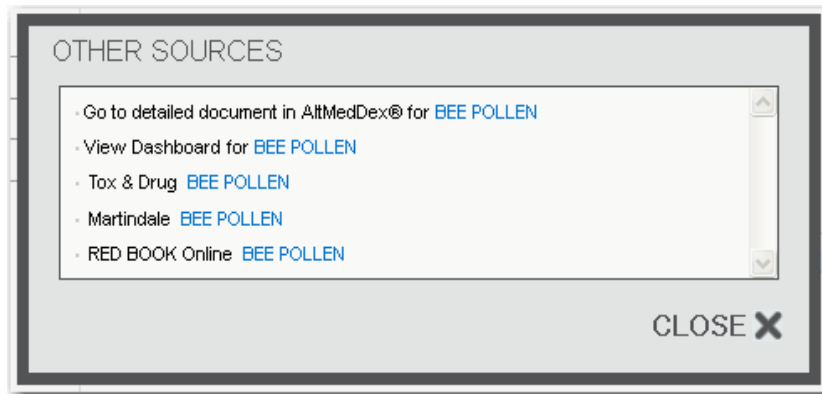 OTHER SOURCES
Go to detailed document in AltMedDex® for BEE POLLEN
View Dashboard for BEE POLLEN
Tox & Drug BEE POLLEN
Martindale BEE POLLEN
RED BOOK Online BEE POLLEN
CLOSE